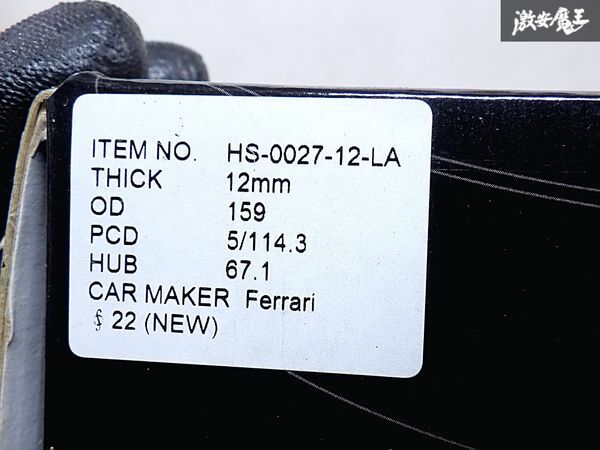 激安魔王
ITEM NO. HS-0027-12-LA
THICK 12mm
OD 159
PCD 5/114.3
HUB 67.1
CAR MAKER Ferrari
22 (NEW)